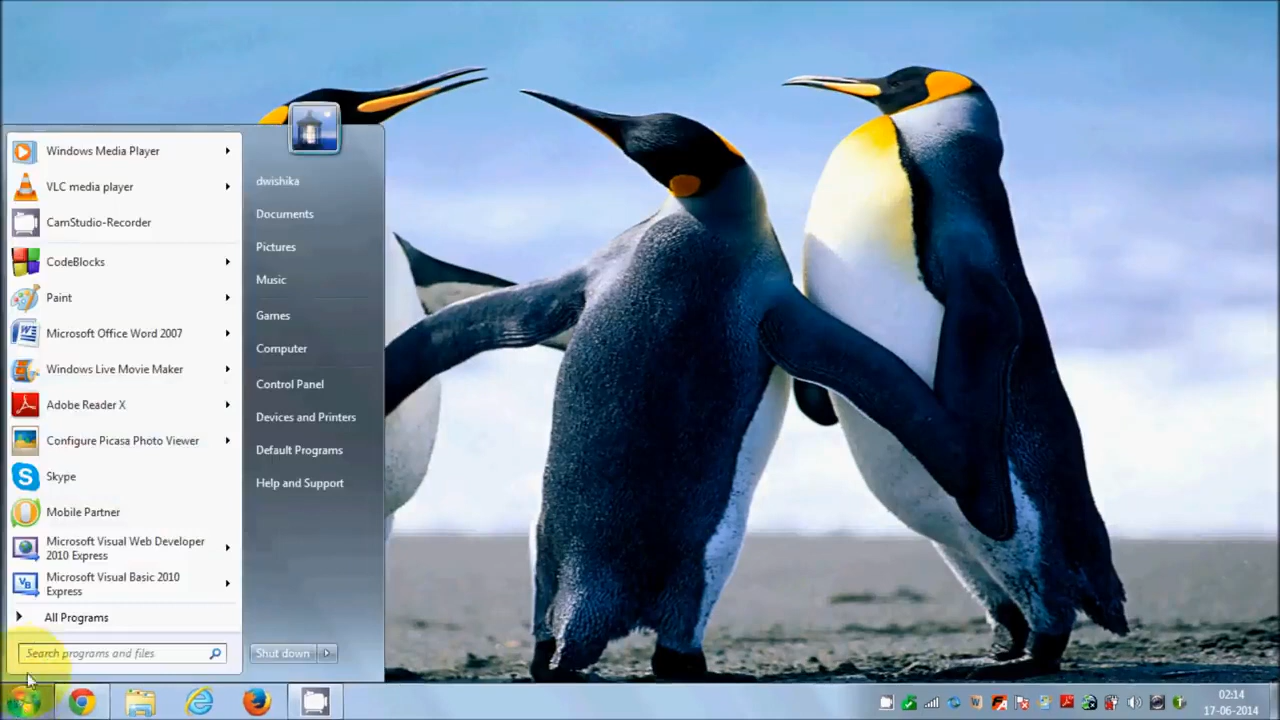 Windows Media Player
VLC media player
CamStudio-Recorder
CodeBlocks
Paint
Microsoft Office Word 2007
Windows Live Movie Maker
Adobe Reader X
Configure Picasa Photo Viewer
Skype
Mobile Partner
Microsoft Visual Web Developer
2010 Express
Microsoft Visual Basic 2010
Express
All Programs
Search programs and files
dwishika
Documents
Pictures
Music
Games
Computer
Control Panel
Devices and Printers
Default Programs
Help and Support
Shut down
02:14
17-06-2014